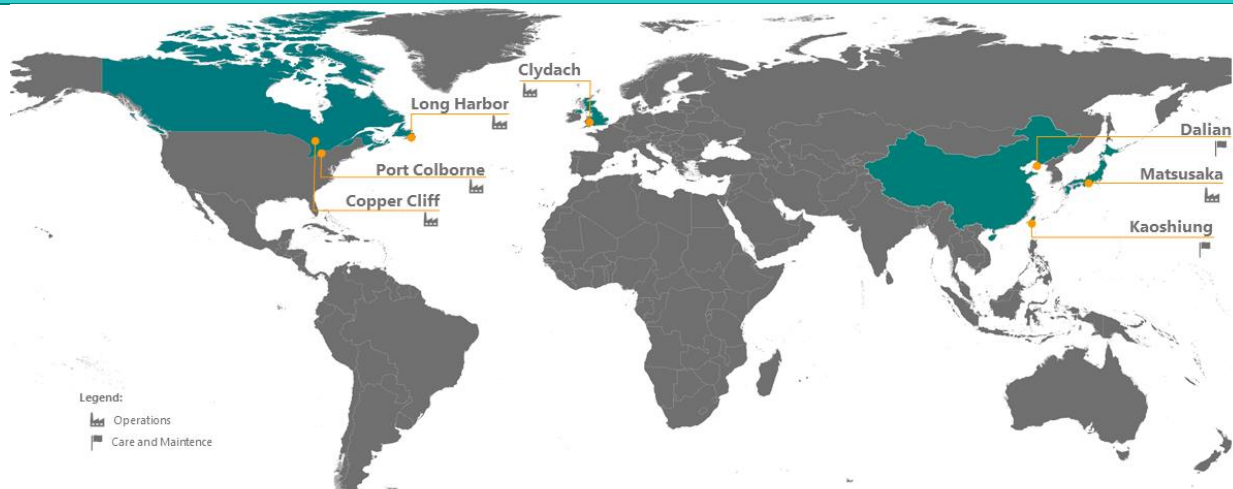 Clydach
Long Harbor
Port Colborne
Copper Cliff
Dalian
Matsusaka
Kaoshiung
Legend:
Operations
Care and Maintence